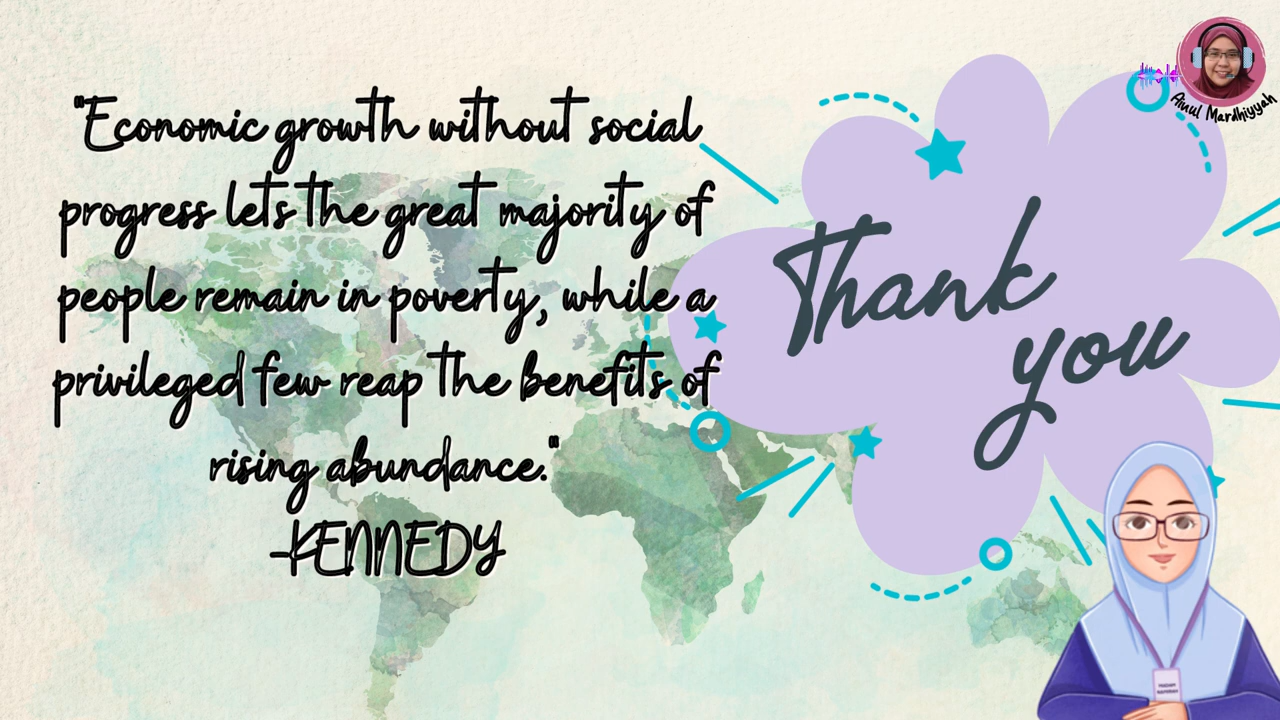 "Economic growth without social
progress lets the great majority of
people remain in poverty, while a
privileged few reap the benefits of
rising abundance."
-KENNEDY
Thank
you
Ainul Mardhiyyah